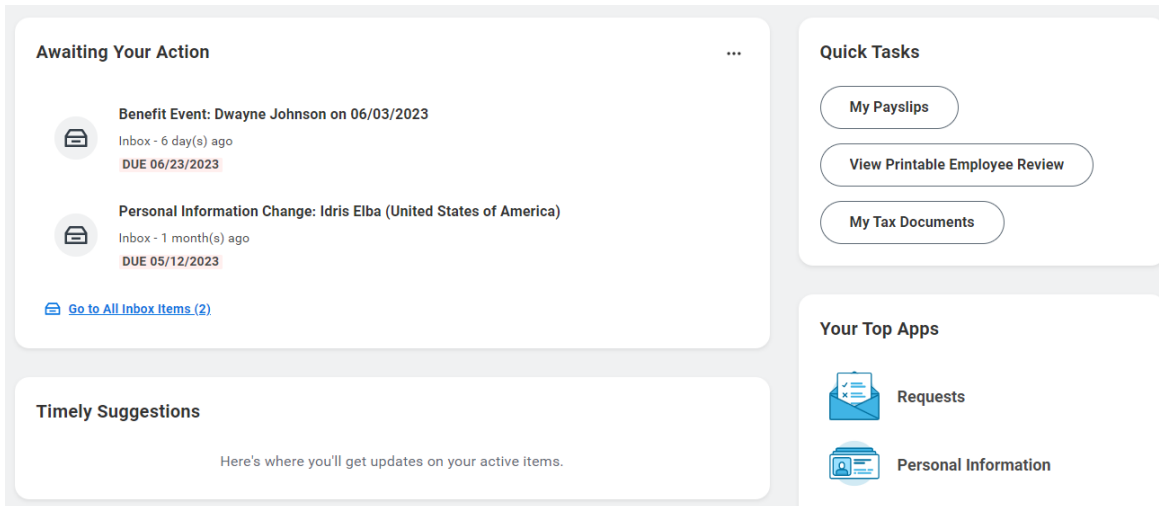 Awaiting Your Action
Benefit Event: Dwayne Johnson on 06/03/2023
Inbox - 6 day(s) ago
DUE 06/23/2023
Personal Information Change: Idris Elba (United States of America)
Inbox - 1 month(s) ago
DUE 05/12/2023
Go to All Inbox Items (2)
Timely Suggestions
Here's where you'll get updates on your active items.
Quick Tasks
My Payslips
View Printable Employee Review
My Tax Documents
Your Top Apps
Requests
Personal Information